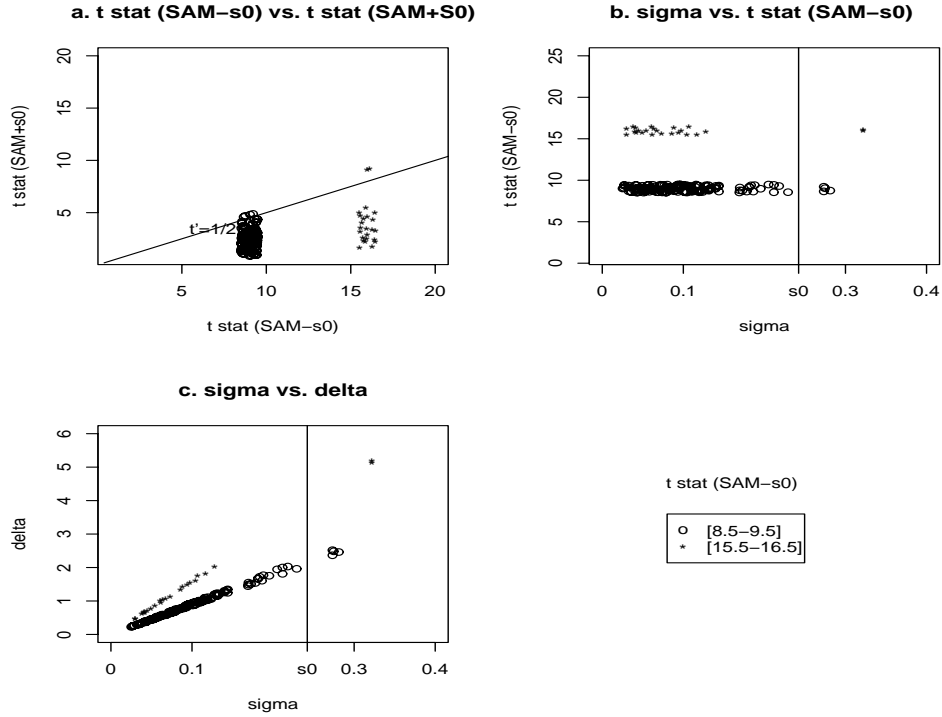 a. t stat (SAM−s0) vs. t stat (SAM+S0)
t stat (SAM+s0)
20
15
10
5
t'=1/2
5
10
15
20
t stat (SAM−s0)
b. sigma vs. t stat (SAM−s0)
t stat (SAM−s0)
25
20
15
10
5
0
0
0.1
s0
0.3
0.4
sigma
c. sigma vs. delta
delta
6
5
4
3
2
1
0
0
0.1
s0
0.3
0.4
sigma
t stat (SAM−s0)
[8.5−9.5]
[15.5−16.5]